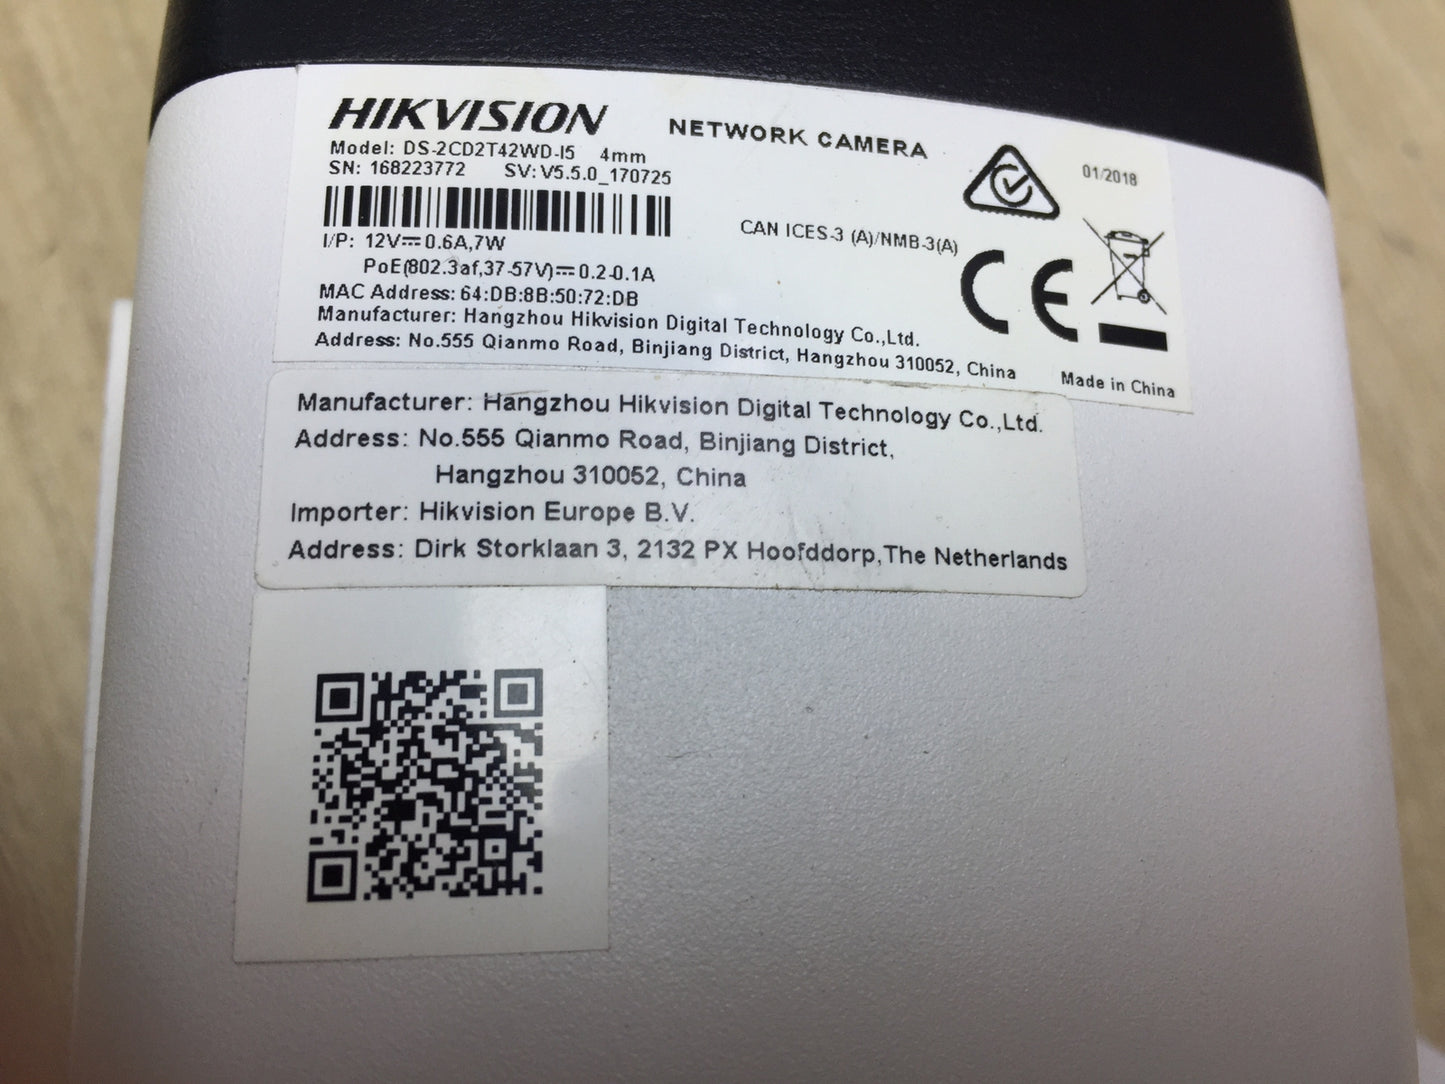 HIKVISION NETWORK CAMERA
Model: DS-2CD2T42WD-I5 4mm
SN: 168223772 SV: V5.5.0_170725
01/2018
I/P: 12V⎓0.6A,7W
CAN ICES-3 (A)/NMB-3(A)
PoE(802.3af,37-57V)⎓0.2-0.1A
CE
MAC Address: 64:DB:8B:50:72:DB
Manufacturer: Hangzhou Hikvision Digital Technology Co.,Ltd.
Address: No.555 Qianmo Road, Binjiang District, Hangzhou 310052, China
Made in China
Manufacturer: Hangzhou Hikvision Digital Technology Co.,Ltd.
Address: No.555 Qianmo Road, Binjiang District,
Hangzhou 310052, China
Importer: Hikvision Europe B.V.
Address: Dirk Storklaan 3, 2132 PX Hoofddorp,The Netherlands